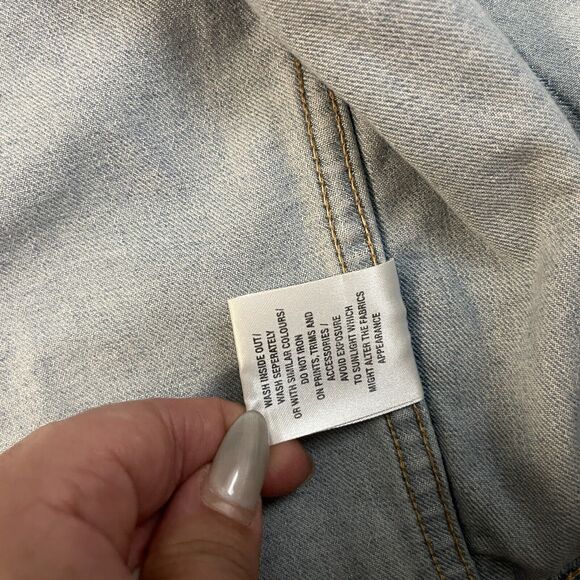 WASH INSIDE OUT/
WASH SEPERATELY
OR WITH SIMILAR COLOURS/
DO NOT IRON
ON PRINTS, TRIMS AND
ACCESSORIES /
AVOID EXPOSURE
TO SUNLIGHT WHICH
MIGHT ALTER THE FABRICS
APPEARANCE